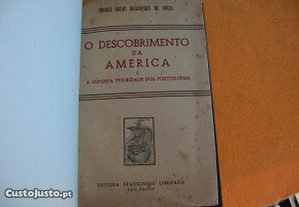 O DESCOBRIMENTO
DA
AMÉRICA
E
A SUPOSTA PRIORIDADE DOS PORTUGUESES
EDITORA BRASILIENSE LIMITADA
SÃO PAULO
CustoJusto.pt